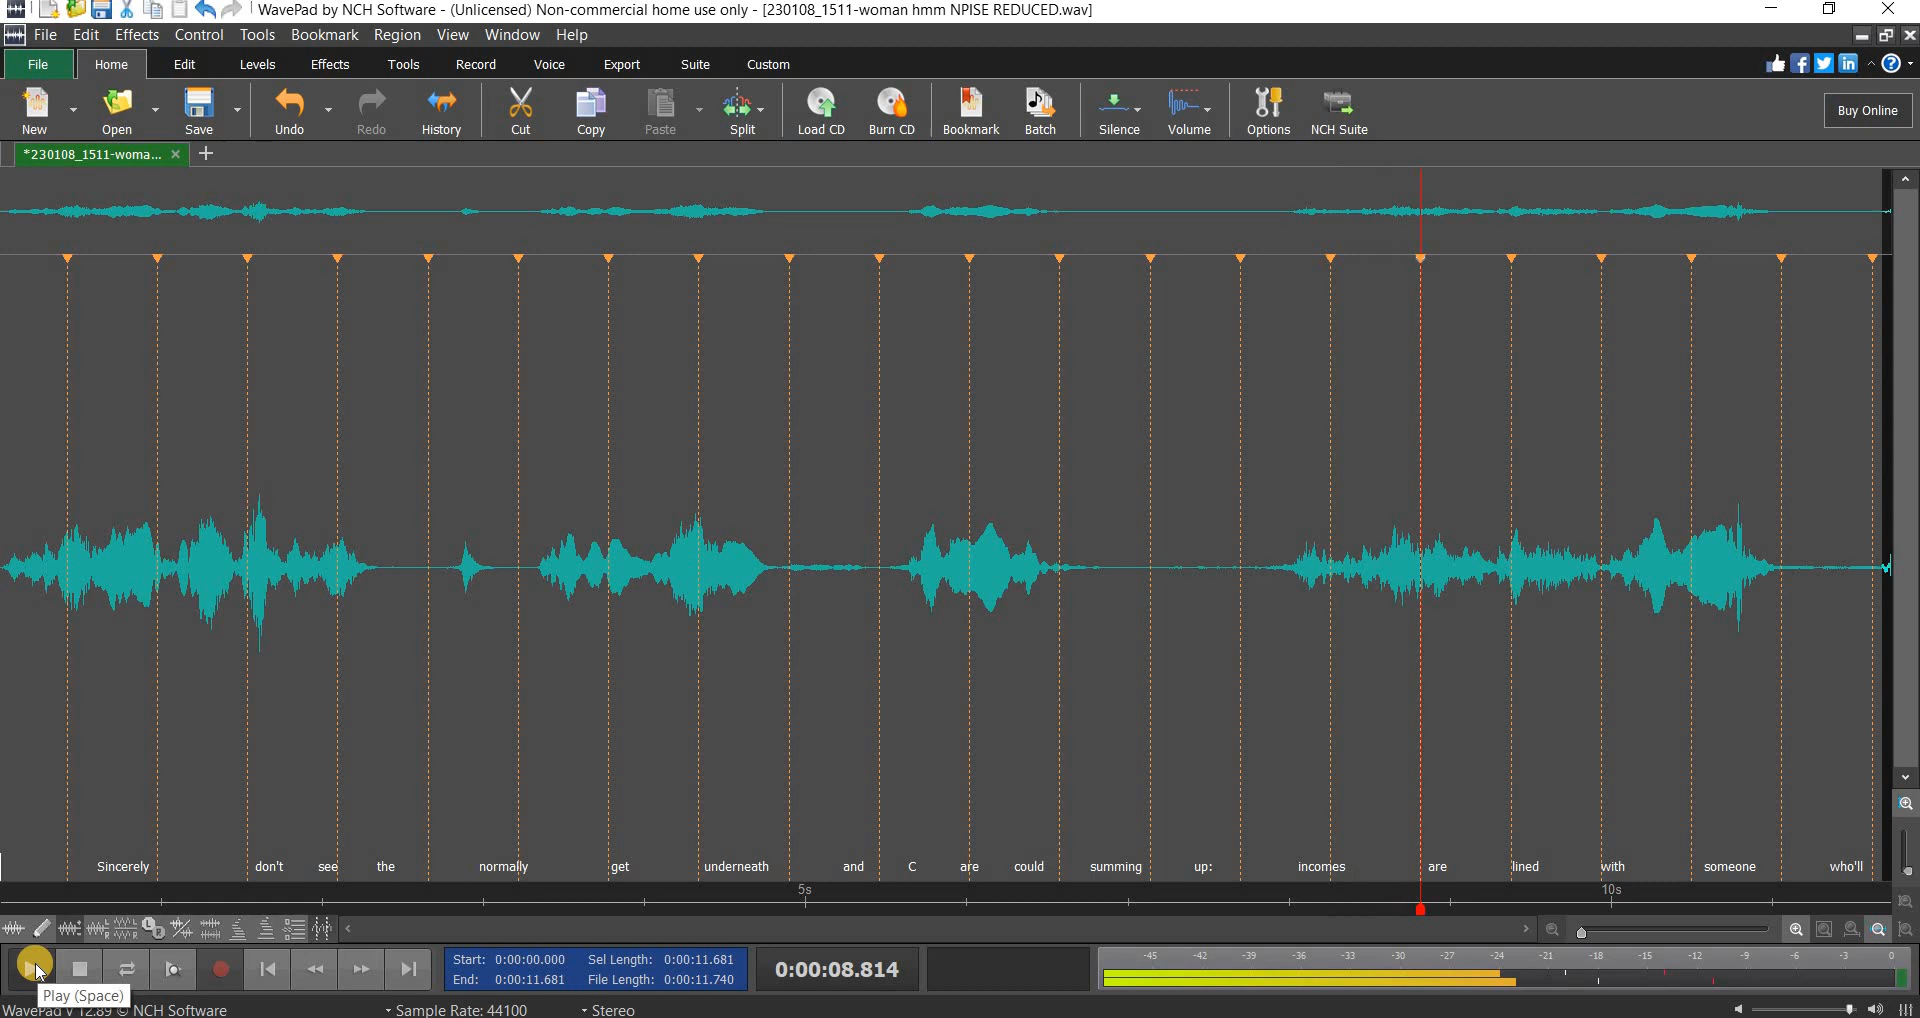 WavePad by NCH Software - (Unlicensed) Non-commercial home use only - [230108_1511-woman hmm NPISE REDUCED.wav]
File Edit Effects Control Tools Bookmark Region View Window Help
File Home Edit Levels Effects Tools Record Voice Export Suite Custom
New Open Save Undo Redo History Cut Copy Paste Split Load CD Burn CD Bookmark Batch Silence Volume Options NCH Suite Buy Online
*230108_1511-woma...
Sincerely don't see the normally get underneath and C are could summing up: incomes are lined with someone who'll
5s 10s
Start: 0:00:00.000 Sel Length: 0:00:11.681
End: 0:00:11.681 File Length: 0:00:11.740
0:00:08.814
-45 -42 -39 -36 -33 -30 -27 -24 -21 -18 -15 -12 -9 -6 -3 0
Play (Space)
WavePad v 12.89 © NCH Software
Sample Rate: 44100
Stereo